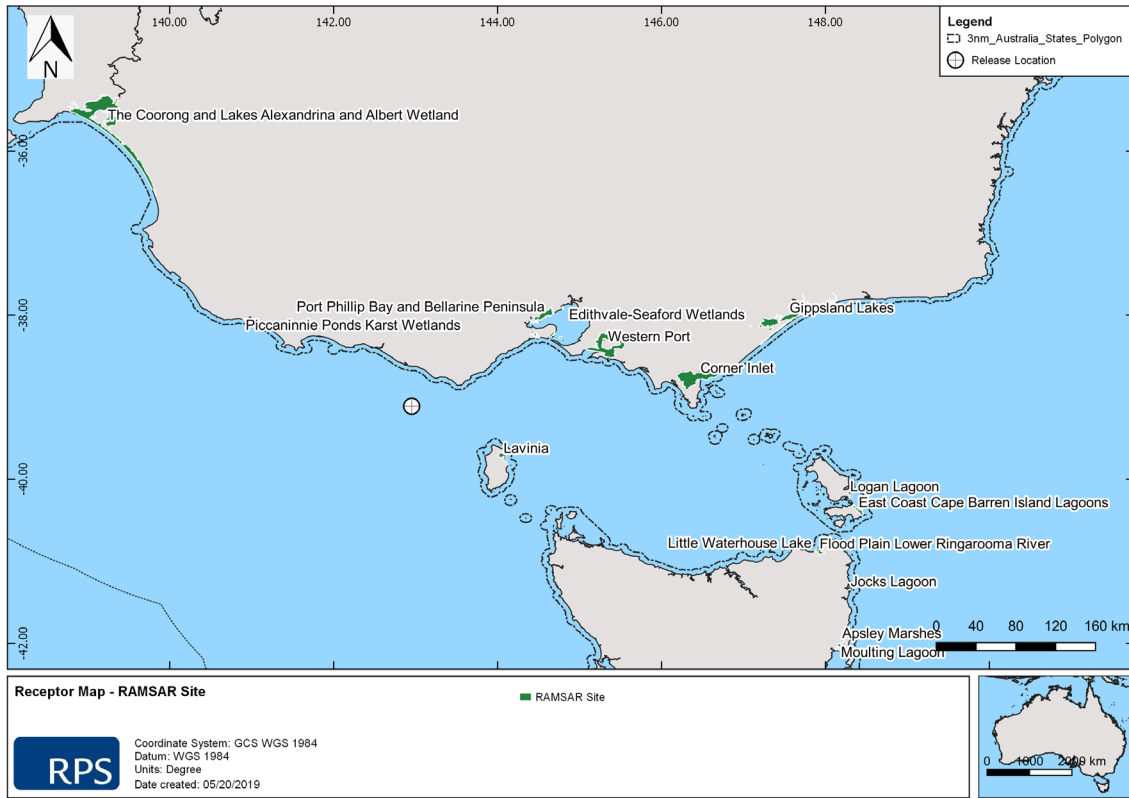 140.00
142.00
144.00
146.00
148.00
Legend
3nm_Australia_States_Polygon
Release Location
N
-36.00
-38.00
-40.00
-42.00
The Coorong and Lakes Alexandrina and Albert Wetland
Port Phillip Bay and Bellarine Peninsula
Edithvale-Seaford Wetlands
Gippsland Lakes
Piccaninnie Ponds Karst Wetlands
Western Port
Corner Inlet
Lavinia
Logan Lagoon
East Coast Cape Barren Island Lagoons
Little Waterhouse Lake
Flood Plain Lower Ringarooma River
Jocks Lagoon
Apsley Marshes
Moulting Lagoon
0 40 80 120 160 km
Receptor Map - RAMSAR Site
RAMSAR Site
RPS
Coordinate System: GCS WGS 1984
Datum: WGS 1984
Units: Degree
Date created: 05/20/2019
0 1000 2000 km